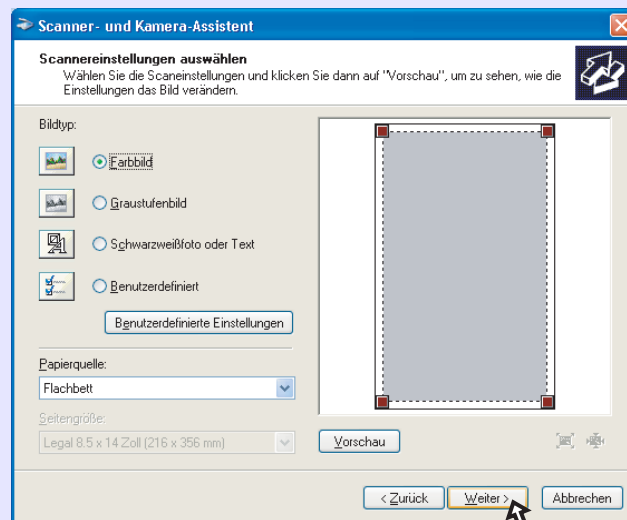 Scanner- und Kamera-Assistent
Scannereinstellungen auswählen
Wählen Sie die Scaneinstellungen und klicken Sie dann auf "Vorschau", um zu sehen, wie die
Einstellungen das Bild verändern.
Bildtyp:
Farbbild
Graustufenbild
Schwarzweißfoto oder Text
Benutzerdefiniert
Benutzerdefinierte Einstellungen
Papierquelle:
Flachbett
Seitengröße:
Legal 8.5 x 14 Zoll (216 x 356 mm)
Vorschau
< Zurück
Weiter >
Abbrechen